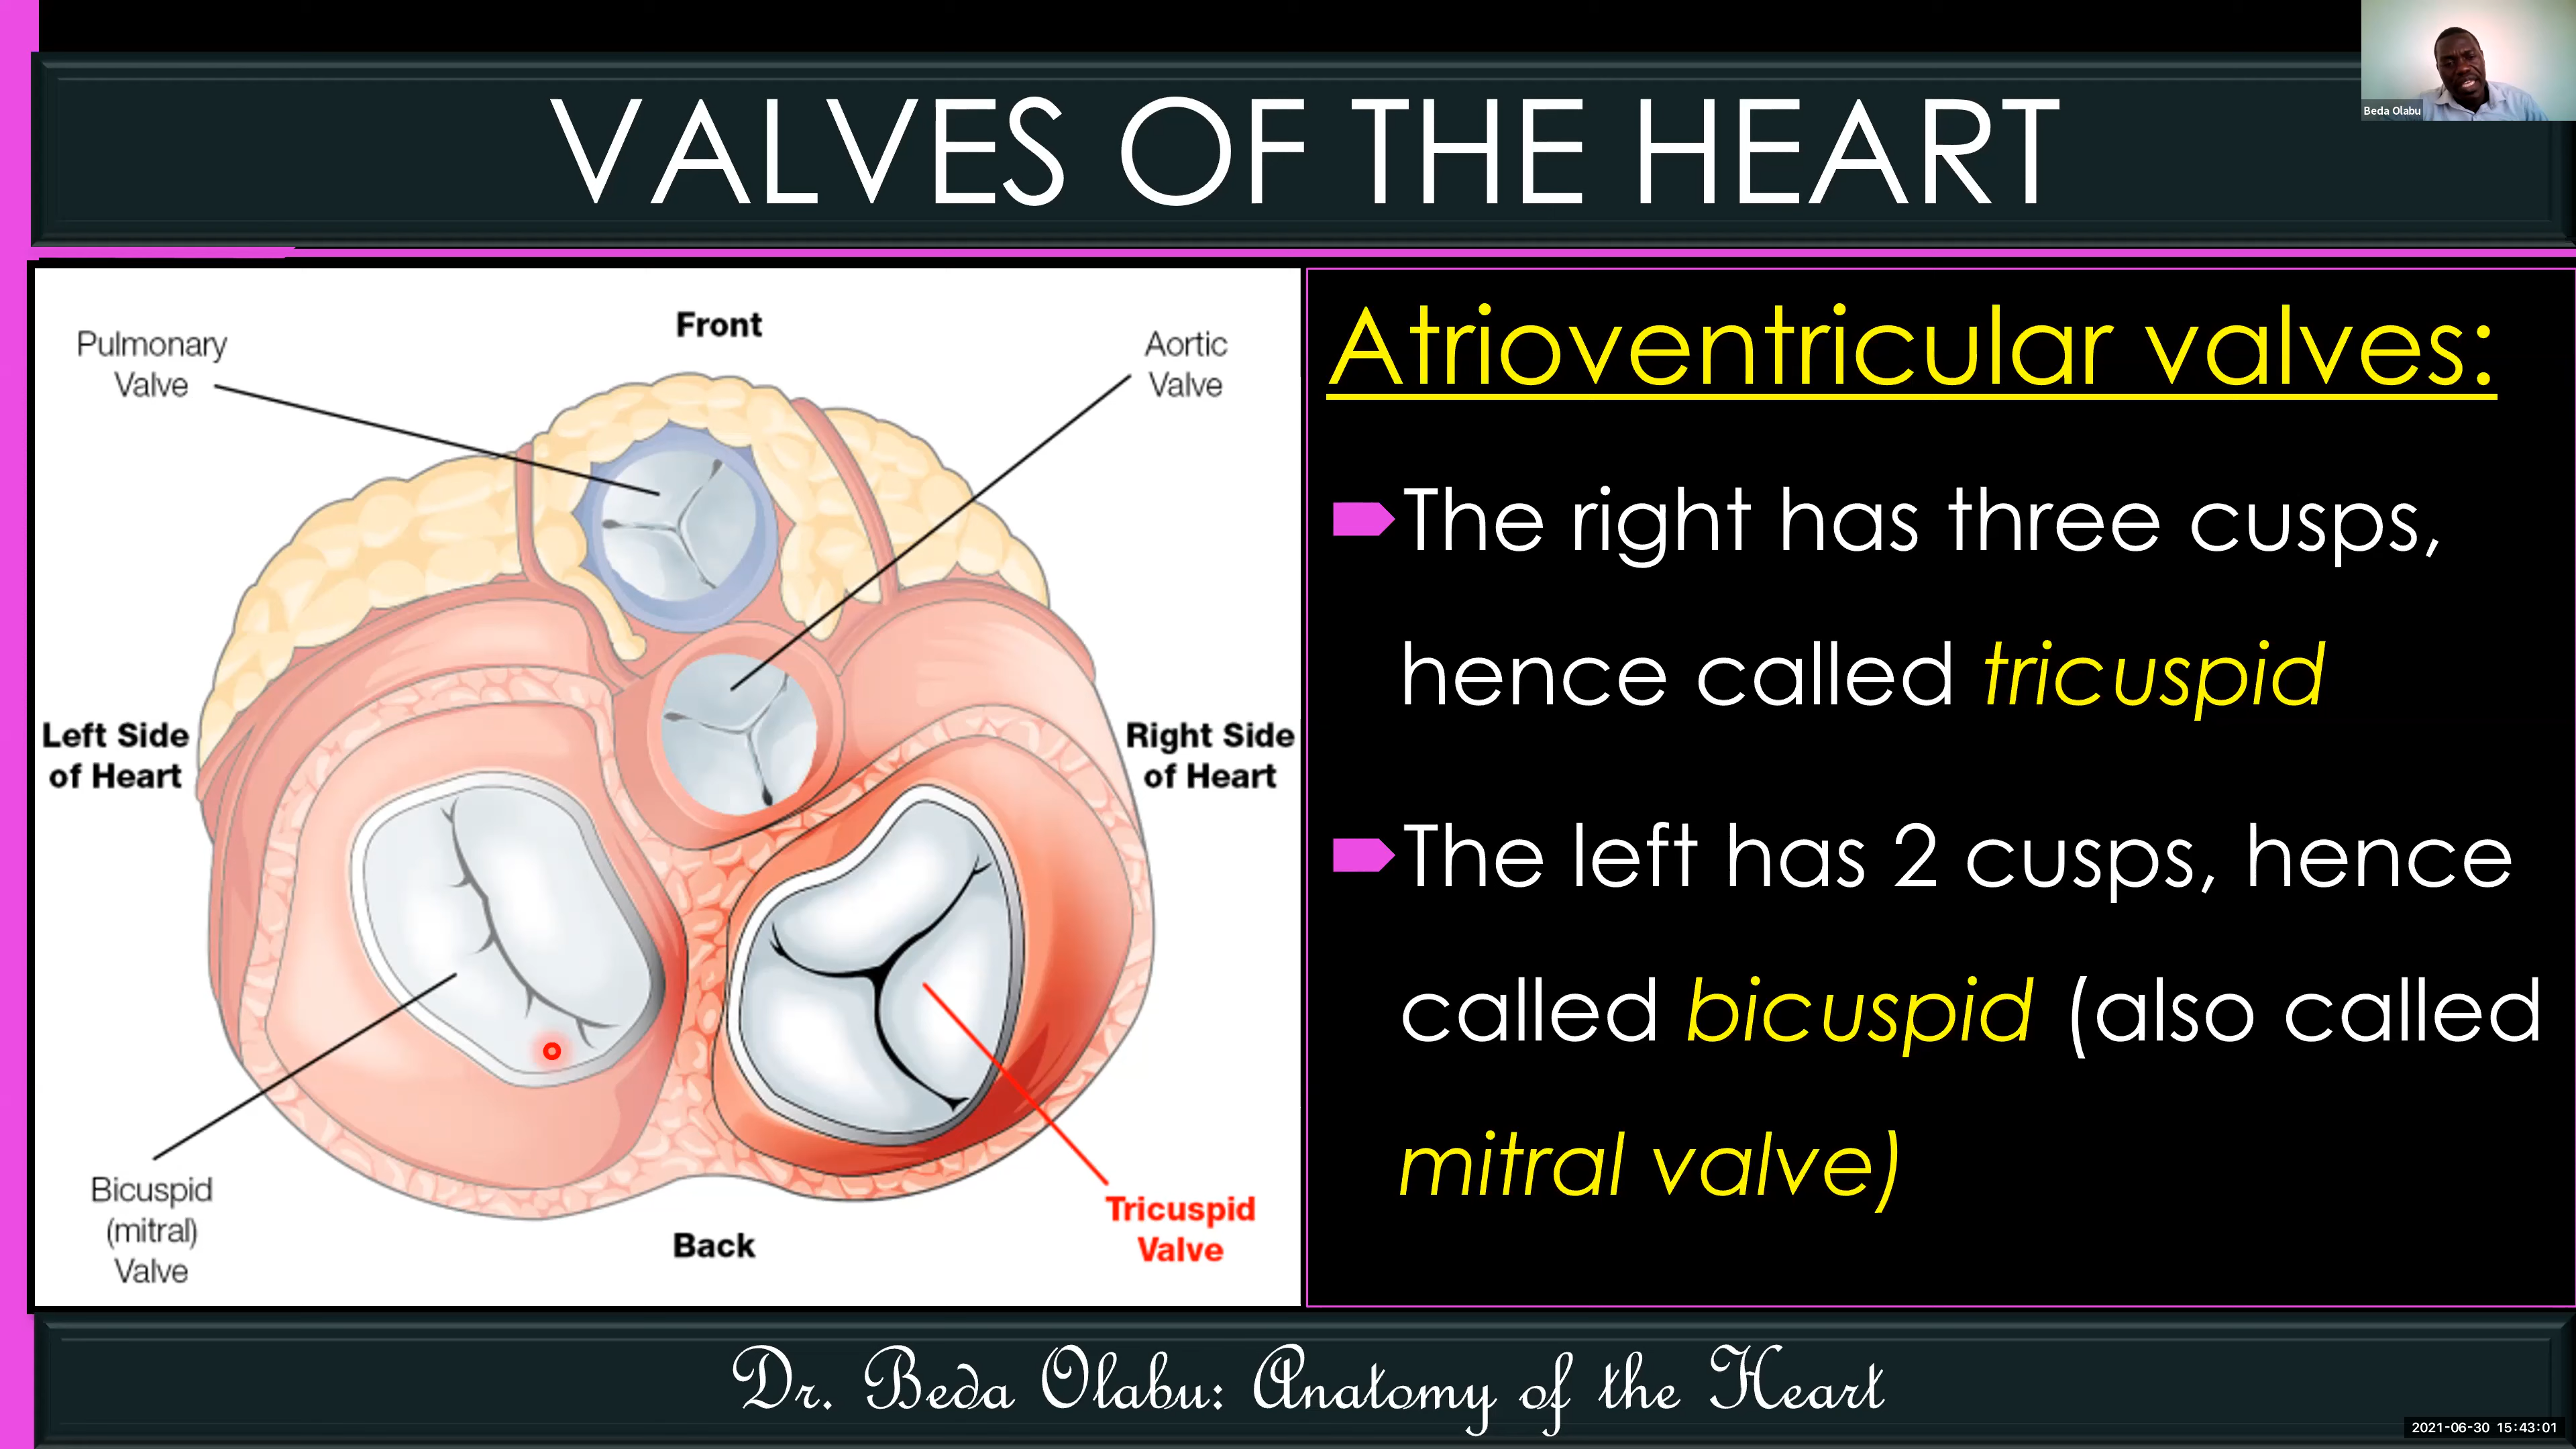 Beda Olabu
VALVES OF THE HEART
Front
Pulmonary
Valve
Aortic
Valve
Left Side
of Heart
Right Side
of Heart
Bicuspid
(mitral)
Valve
Back
Tricuspid
Valve
Atrioventricular valves:
The right has three cusps,
hence called tricuspid
The left has 2 cusps, hence
called bicuspid (also called
mitral valve)
Dr. Beda Olabu: Anatomy of the Heart
2021-06-30 15:43:01